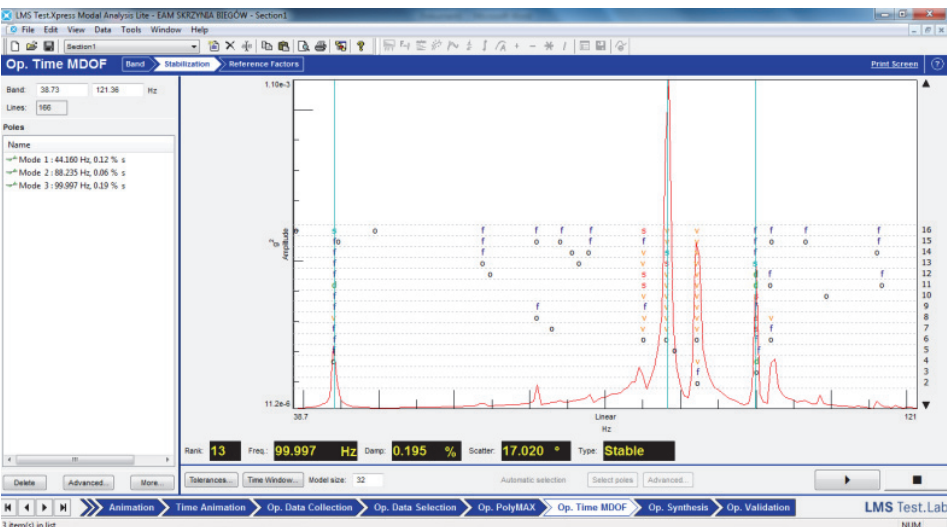 LMS Test.Xpress Modal Analysis Lite - EAM SKRZYNIA BIEGÓW - Section1
File Edit View Data Tools Window Help
Section1
Op. Time MDOF Band Stabilization Reference Factors Print Screen
Band: 38.73 121.36 Hz
Lines: 166
Poles
Name
Mode 1 : 44.160 Hz, 0.12 % s
Mode 2 : 88.235 Hz, 0.06 % s
Mode 3 : 99.997 Hz, 0.19 % s
1.10e-3
Amplitude
11.2e-6
16
15
14
13
12
11
10
9
8
7
6
5
4
3
2
38.7 Linear 121
Hz
Rank: 13 Freq.: 99.997 Hz Damp: 0.195 % Scatter: 17.020 ° Type: Stable
Delete Advanced... More... Tolerances... Time Window... Model size: 32 Automatic selection Select poles Advanced...
Animation Time Animation Op. Data Collection Op. Data Selection Op. PolyMAX Op. Time MDOF Op. Synthesis Op. Validation LMS Test.Lab
3 item(s) in list NUM